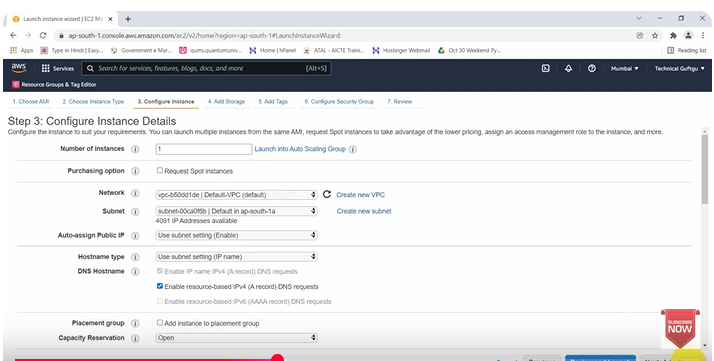 Launch instance wizard | EC2 M
ap-south-1.console.aws.amazon.com/ec2/v2/home?region=ap-south-1#LaunchInstanceWizard:
Apps Type in Hindi | Easy... Government e Mar... qums.quantumuniv... Home | hPanel ATAL - AICTE Traini... Hostinger Webmail Oct 30 Weekend Py... Reading list
aws Services Search for services, features, blogs, docs, and more [Alt+S] Mumbai Technical Guftgu
Resource Groups & Tag Editor
1. Choose AMI 2. Choose Instance Type 3. Configure Instance 4. Add Storage 5. Add Tags 6. Configure Security Group 7. Review
Step 3: Configure Instance Details
Configure the instance to suit your requirements. You can launch multiple instances from the same AMI, request Spot instances to take advantage of the lower pricing, assign an access management role to the instance, and more.
Number of instances 1 Launch into Auto Scaling Group
Purchasing option Request Spot instances
Network vpc-b50dd1de | Default-VPC (default) Create new VPC
Subnet subnet-00ca0f6b | Default in ap-south-1a Create new subnet
4091 IP Addresses available
Auto-assign Public IP Use subnet setting (Enable)
Hostname type Use subnet setting (IP name)
DNS Hostname Enable IP name IPv4 (A record) DNS requests
Enable resource-based IPv4 (A record) DNS requests
Enable resource-based IPv6 (AAAA record) DNS requests
Placement group Add instance to placement group
Capacity Reservation Open
SUBSCRIBE
NOW